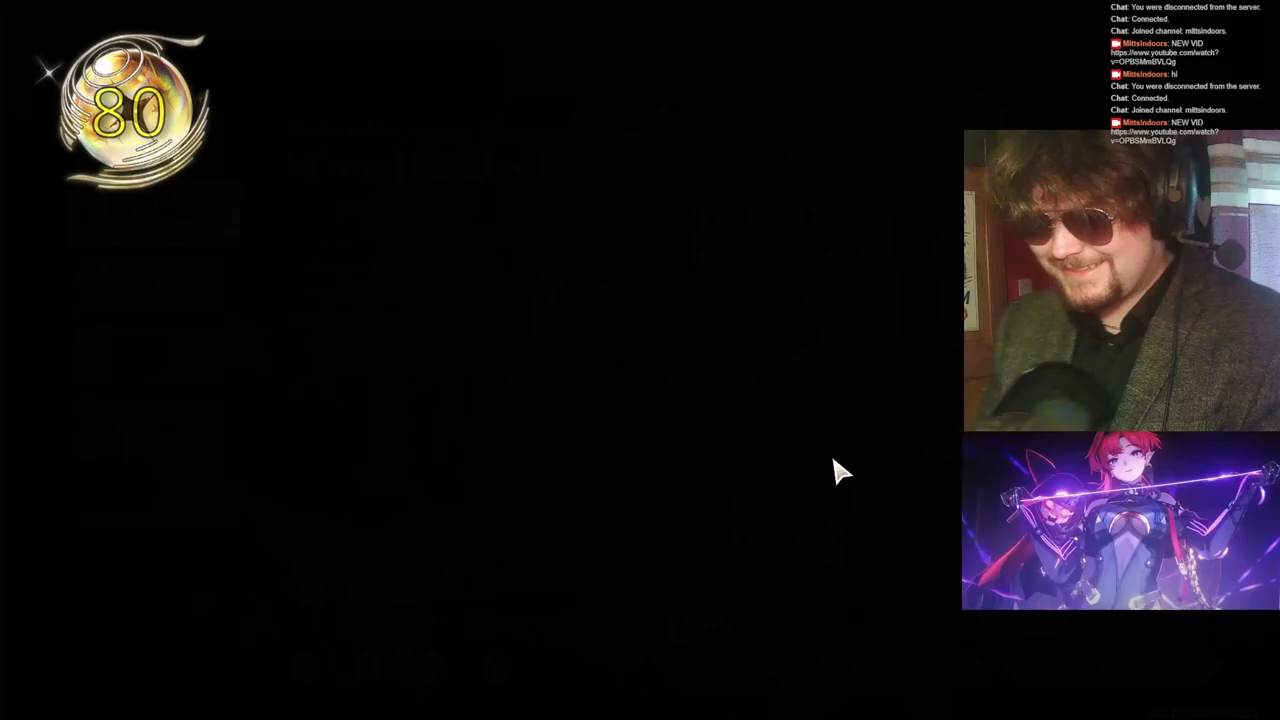 80
Chat: You were disconnected from the server.
Chat: Connected.
Chat: Joined channel: mittsindoors.
MittsIndoors: NEW VID
https://www.youtube.com/watch?
v=OPBSMmBVLQg
MittsIndoors: hi
Chat: You were disconnected from the server.
Chat: Connected.
Chat: Joined channel: mittsindoors.
MittsIndoors: NEW VID
https://www.youtube.com/watch?
v=OPBSMmBVLQg